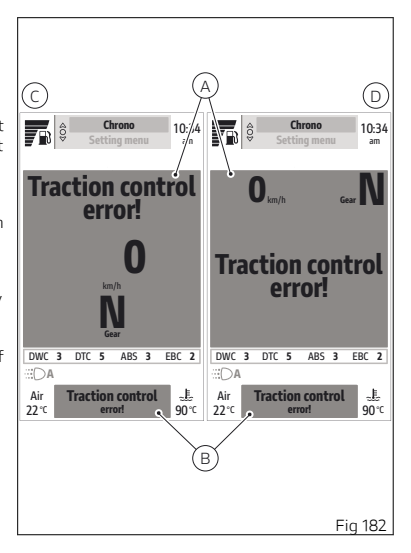 C
A
D
Chrono
Setting menu
am
Traction control
error!
0
km/h
N
Gear
DWC 3 DTC 5 ABS 3 EBC 2
A
Air
22 °C
Traction control
error!
90 °C
Chrono
Setting menu
10:34
am
0 km/h
Gear N
Traction control
error!
DWC 3 DTC 5 ABS 3 EBC 2
A
Air
22 °C
Traction control
error!
90 °C
B
Fig 182